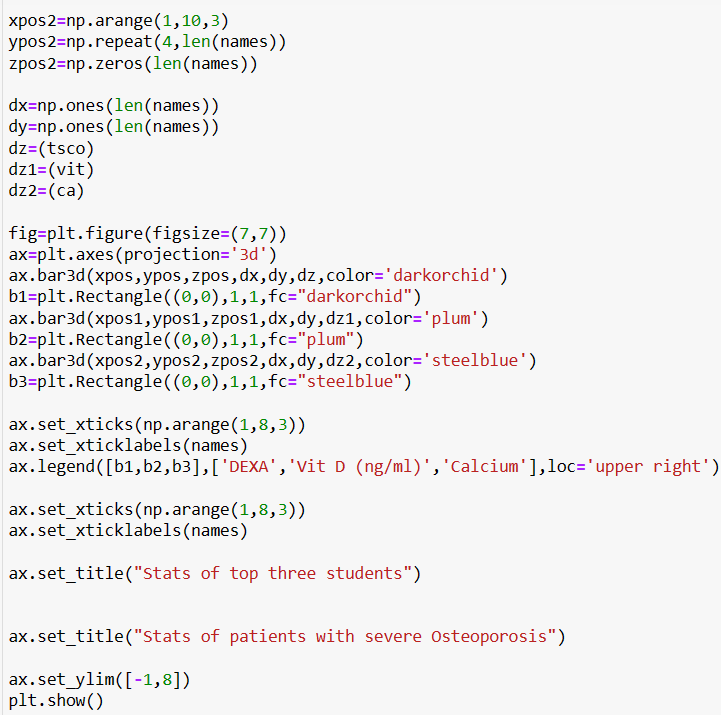 xpos2=np.arange(1,10,3)
ypos2=np.repeat(4,len(names))
zpos2=np.zeros(len(names))
dx=np.ones(len(names))
dy=np.ones(len(names))
dz=(tsco)
dz1=(vit)
dz2=(ca)
fig=plt.figure(figsize=(7,7))
ax=plt.axes(projection='3d')
ax.bar3d(xpos,ypos,zpos,dx,dy,dz,color='darkorchid')
b1=plt.Rectangle((0,0),1,1,fc="darkorchid")
ax.bar3d(xpos1,ypos1,zpos1,dx,dy,dz1,color='plum')
b2=plt.Rectangle((0,0),1,1,fc="plum")
ax.bar3d(xpos2,ypos2,zpos2,dx,dy,dz2,color='steelblue')
b3=plt.Rectangle((0,0),1,1,fc="steelblue")
ax.set_xticks(np.arange(1,8,3))
ax.set_xticklabels(names)
ax.legend([b1,b2,b3],['DEXA','Vit D (ng/ml)','Calcium'],loc='upper right')
ax.set_xticks(np.arange(1,8,3))
ax.set_xticklabels(names)
ax.set_title("Stats of top three students")
ax.set_title("Stats of patients with severe Osteoporosis")
ax.set_ylim([-1,8])
plt.show()